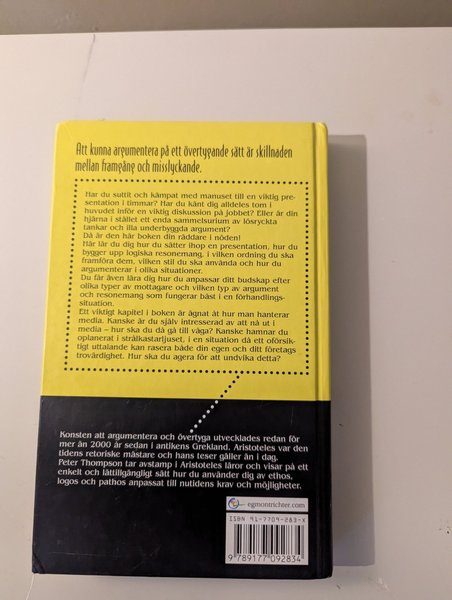 Att kunna argumentera på ett övertygande sätt är skillnaden
mellan framgång och misslyckande.
Har du suttit och kämpat med manuset till en viktig pre-
sentation i timmar? Har du känt dig alldeles tom i
huvudet inför en viktig diskussion på jobbet? Eller är din
hjärna i stället ett enda sammelsurium av lösryckta
tankar och illa underbyggda argument?
Då är den här boken din räddare i nöden!
Här lär du dig hur du sätter ihop en presentation, hur du
bygger upp logiska resonemang, i vilken ordning du ska
framföra dem, vilken stil du ska använda och hur du
argumenterar i olika situationer.
Du får även lära dig hur du anpassar ditt budskap efter
olika typer av mottagare och vilken typ av argument
och resonemang som fungerar bäst i en förhandlings-
situation.
Ett viktigt kapitel i boken är ägnat åt hur man hanterar
media. Kanske är du själv intresserad av att nå ut i
media – hur ska du då gå till väga? Kanske hamnar du
oplanerat i strålkastarljuset, i en situation då ett oförsik-
tigt uttalande kan rasera både din egen och ditt företags
trovärdighet. Hur ska du agera för att undvika detta?
Konsten att argumentera och övertyga utvecklades redan för
mer än 2000 år sedan i antikens Grekland. Aristoteles var den
tidens retoriske mästare och hans teser gäller än i dag.
Peter Thompson tar avstamp i Aristoteles läror och visar på ett
enkelt och lättillgängligt sätt hur du använder dig av ethos,
logos och pathos anpassat till nutidens krav och möjligheter.
egmontrichter.com
ISBN 91-7709-283-X
9 789177 092834